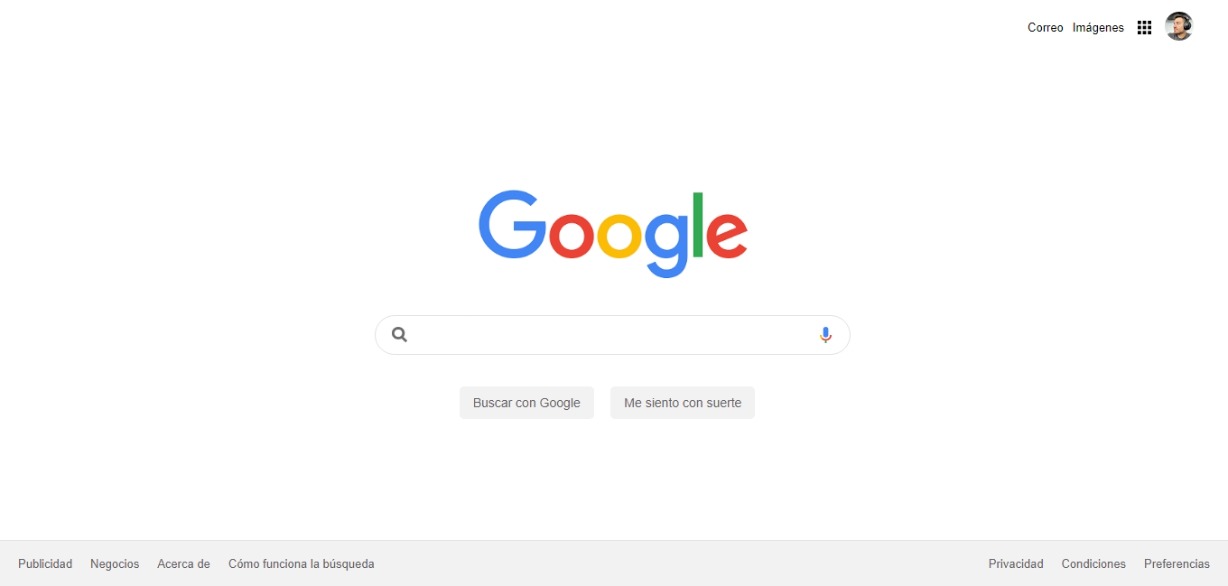 Correo Imágenes
Google
Buscar con Google Me siento con suerte
Publicidad Negocios Acerca de Cómo funciona la búsqueda Privacidad Condiciones Preferencias